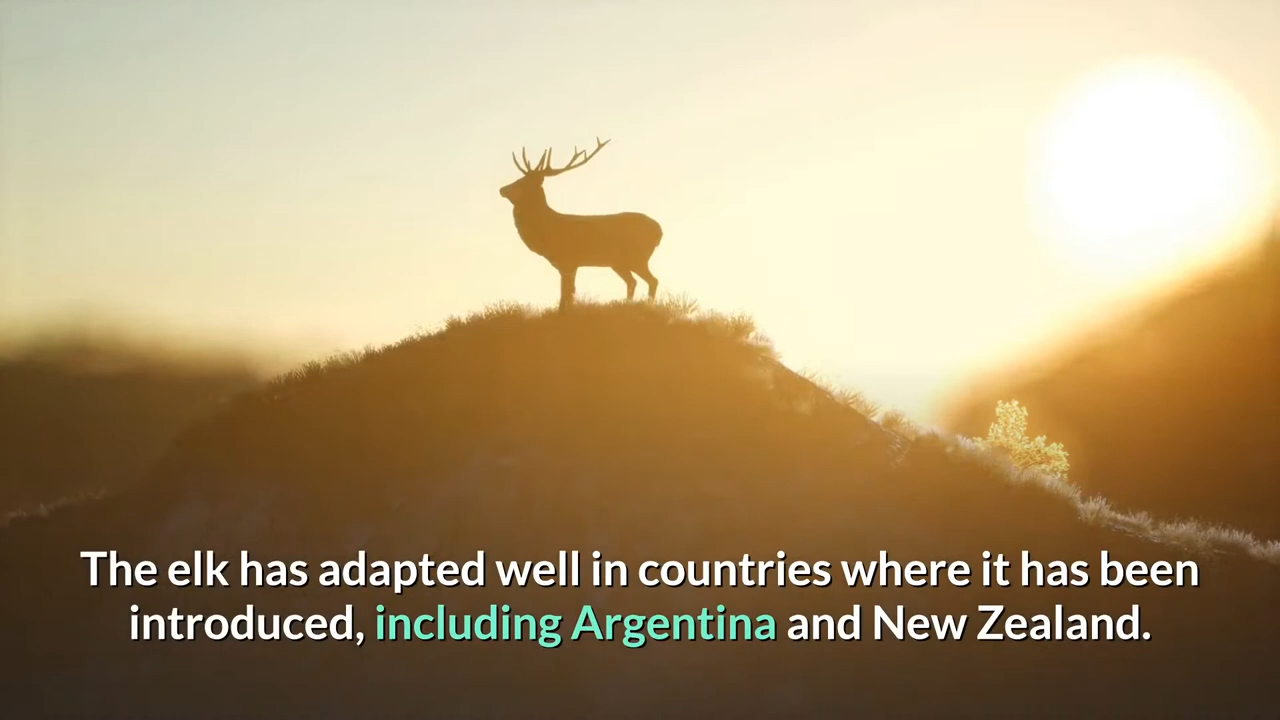 The elk has adapted well in countries where it has been
introduced, including Argentina and New Zealand.